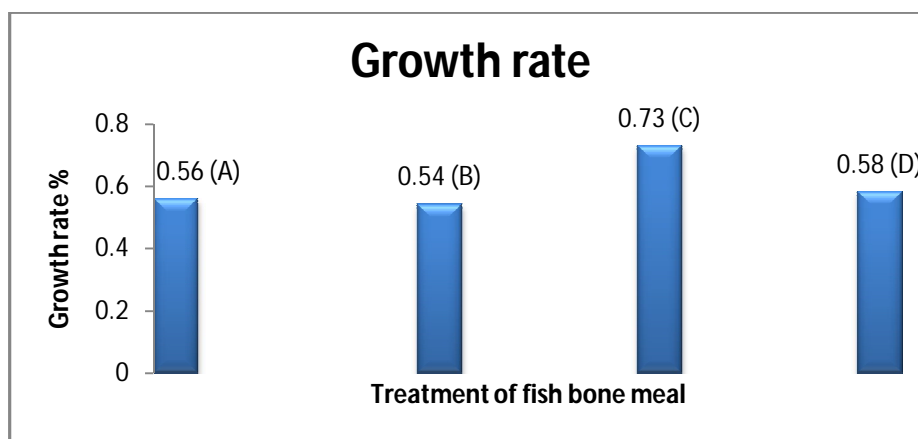 Growth rate
Growth rate %
0.8
0.6
0.4
0.2
0
0.56 (A)
0.54 (B)
0.73 (C)
0.58 (D)
Treatment of fish bone meal